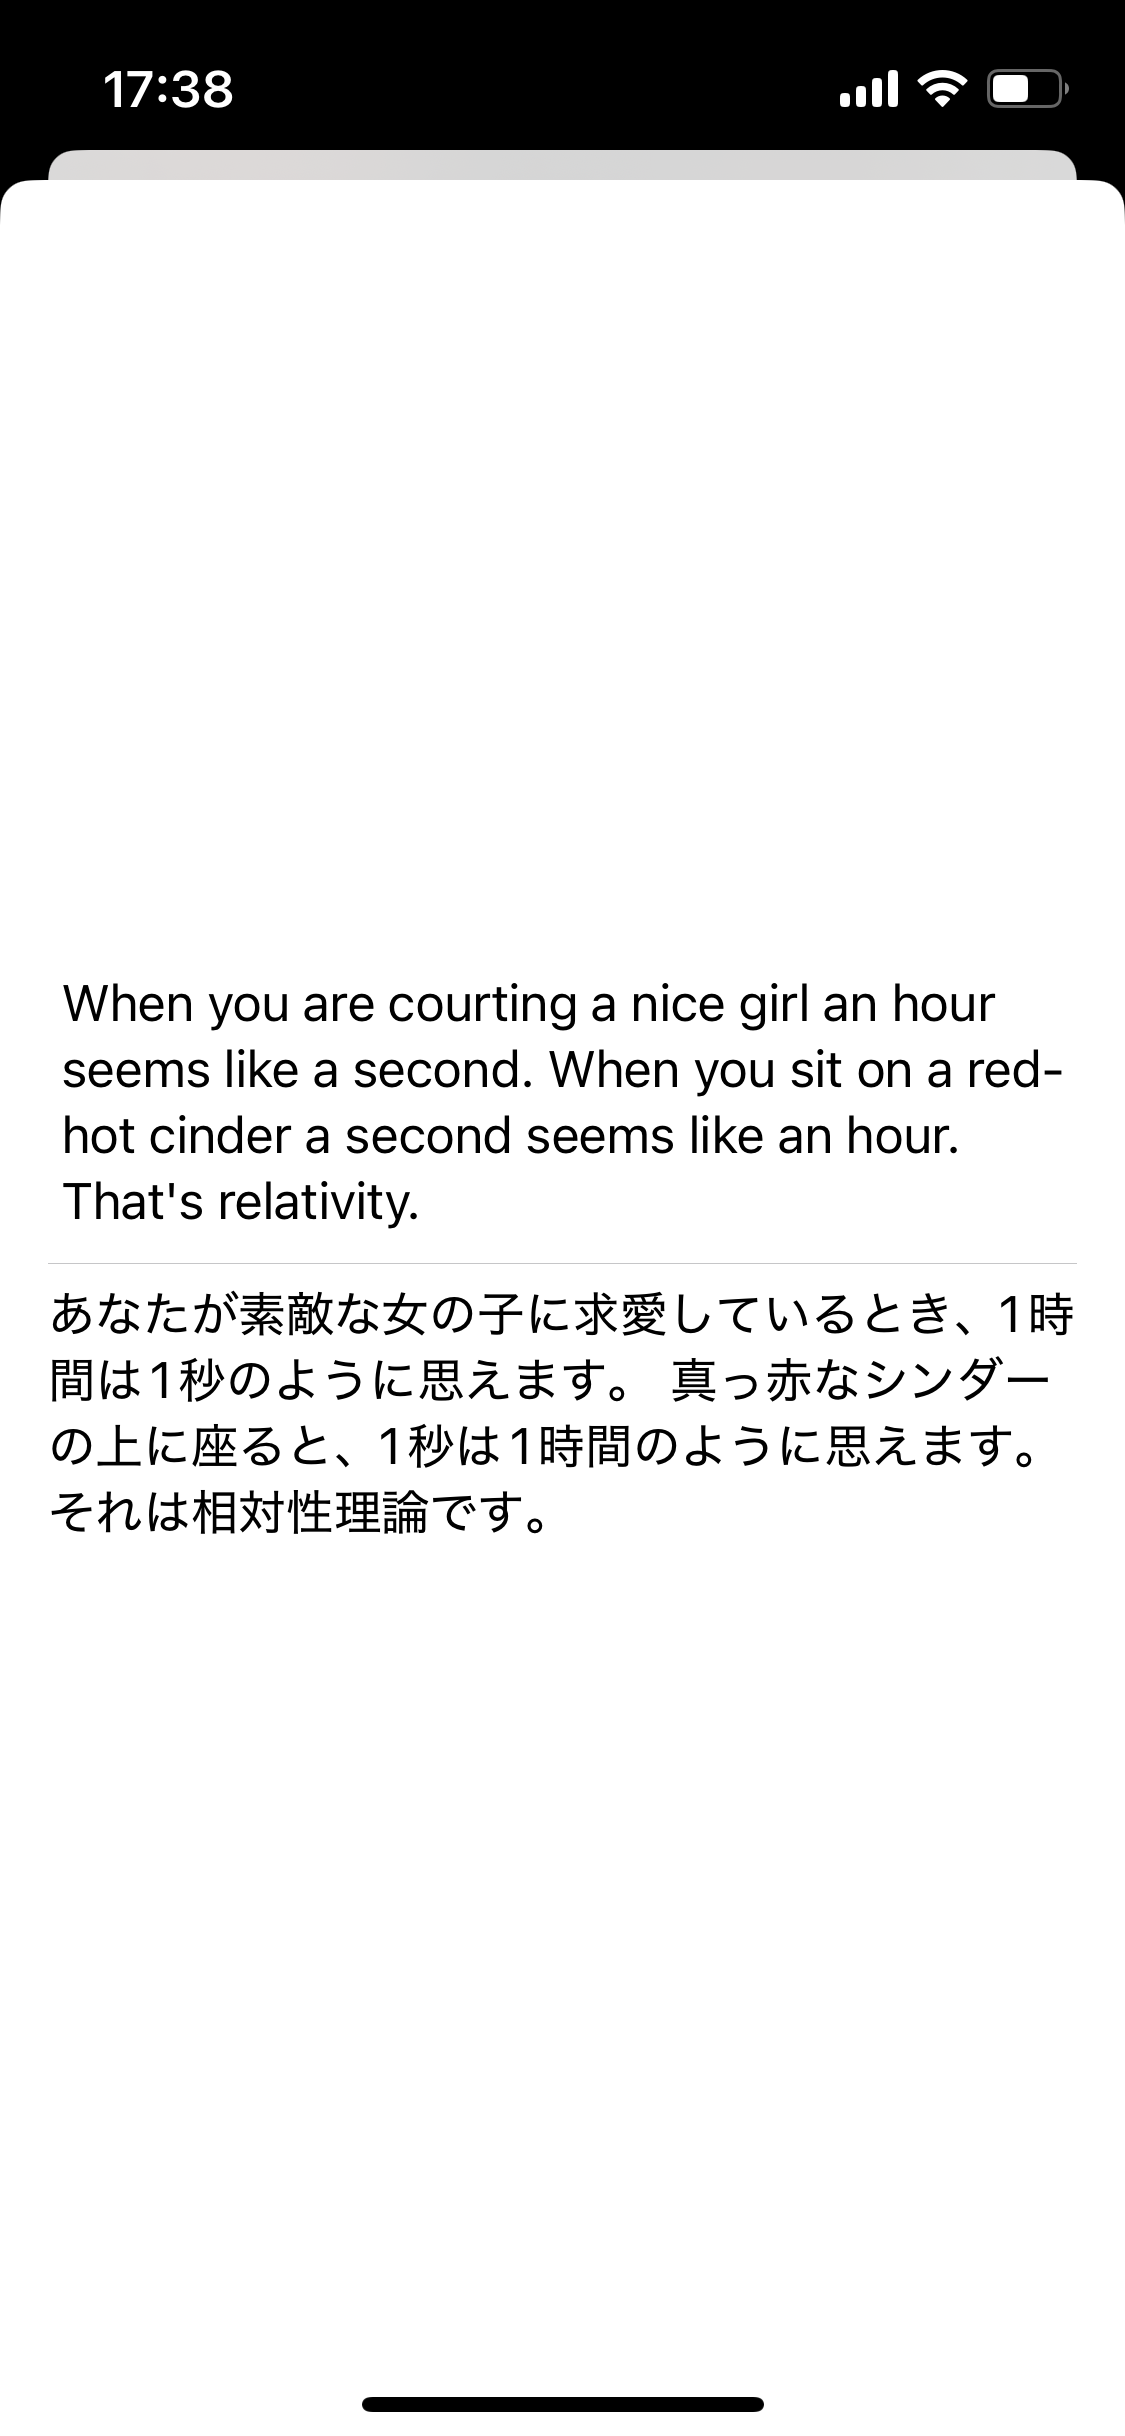 17:38
When you are courting a nice girl an hour
seems like a second. When you sit on a red-
hot cinder a second seems like an hour.
That's relativity.
あなたが素敵な女の子に求愛しているとき、1時
間は1秒のように思えます。 真っ赤なシンダー
の上に座ると、1秒は1時間のように思えます。
それは相対性理論です。